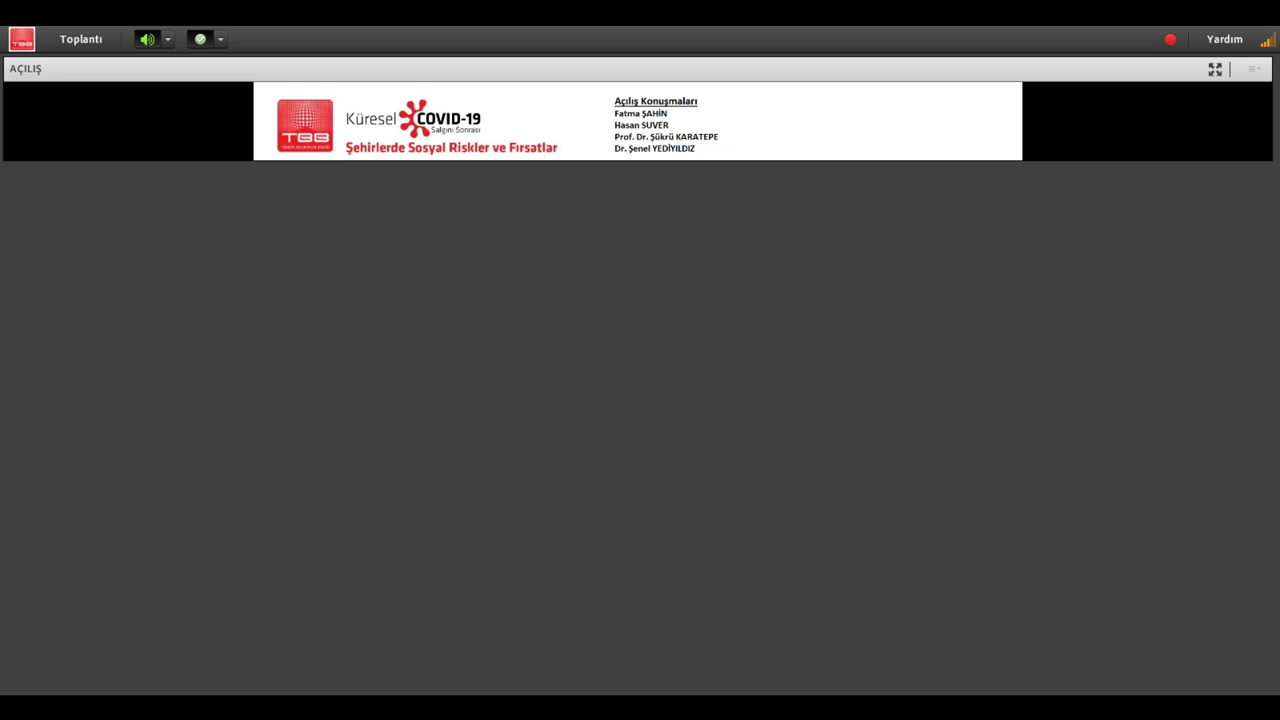 Toplantı
Yardım
AÇILIŞ
TBB
Küresel COVID-19
Salgını Sonrası
Şehirlerde Sosyal Riskler ve Fırsatlar
Açılış Konuşmaları
Fatma ŞAHİN
Hasan SUVER
Prof. Dr. Şükrü KARATEPE
Dr. Şenel YEDİYILDIZ